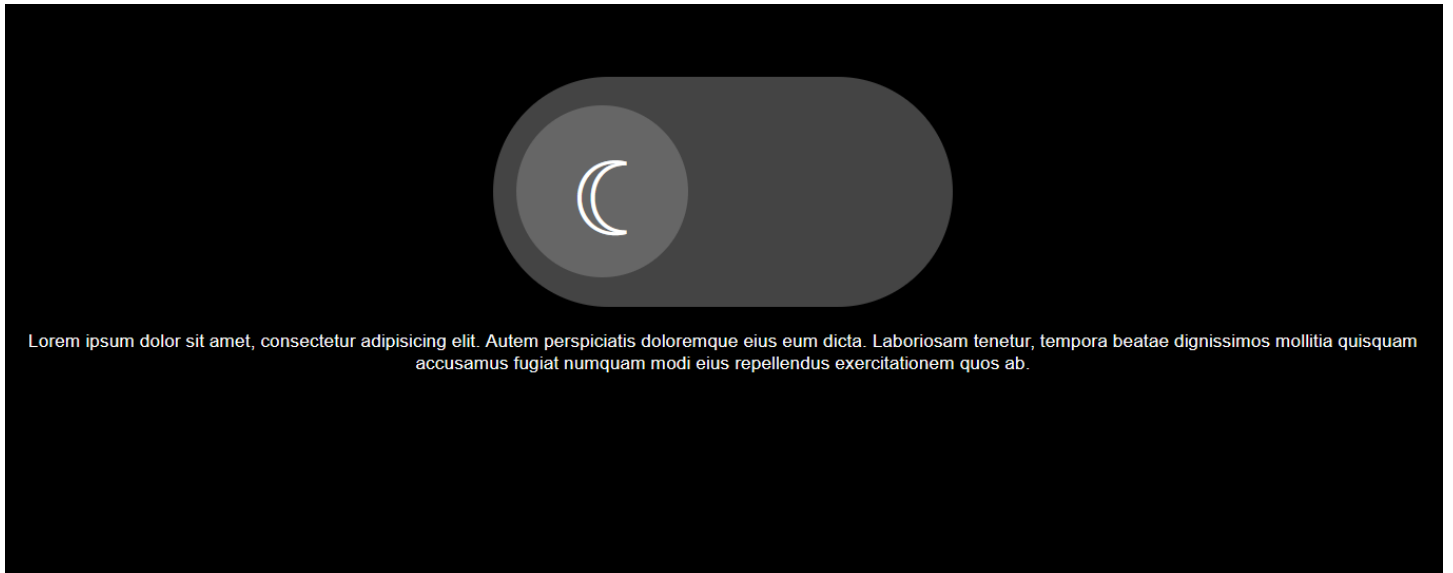 Lorem ipsum dolor sit amet, consectetur adipisicing elit. Autem perspiciatis doloremque eius eum dicta. Laboriosam tenetur, tempora beatae dignissimos mollitia quisquam
accusamus fugiat numquam modi eius repellendus exercitationem quos ab.